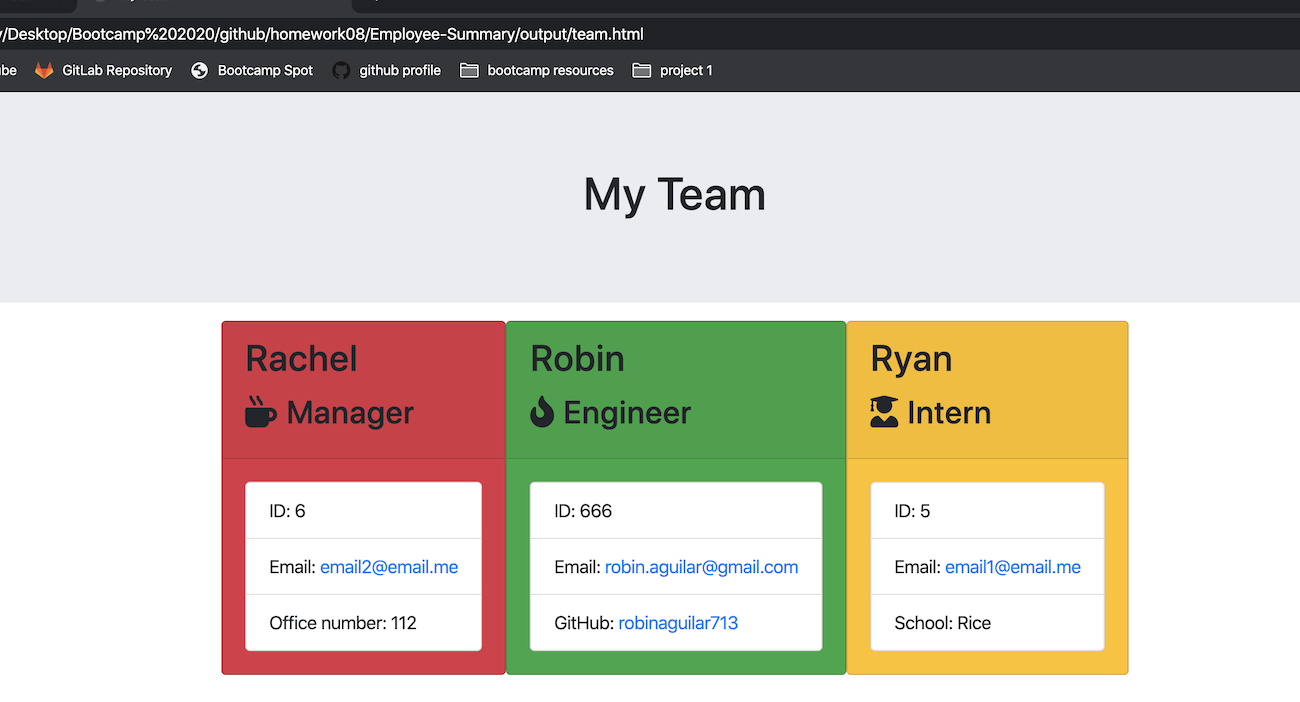 /Desktop/Bootcamp%202020/github/homework08/Employee-Summary/output/team.html
GitLab Repository Bootcamp Spot github profile bootcamp resources project 1
My Team
Rachel
Manager
ID: 6
Email: email2@email.me
Office number: 112
Robin
Engineer
ID: 666
Email: robin.aguilar@gmail.com
GitHub: robinaguilar713
Ryan
Intern
ID: 5
Email: email1@email.me
School: Rice